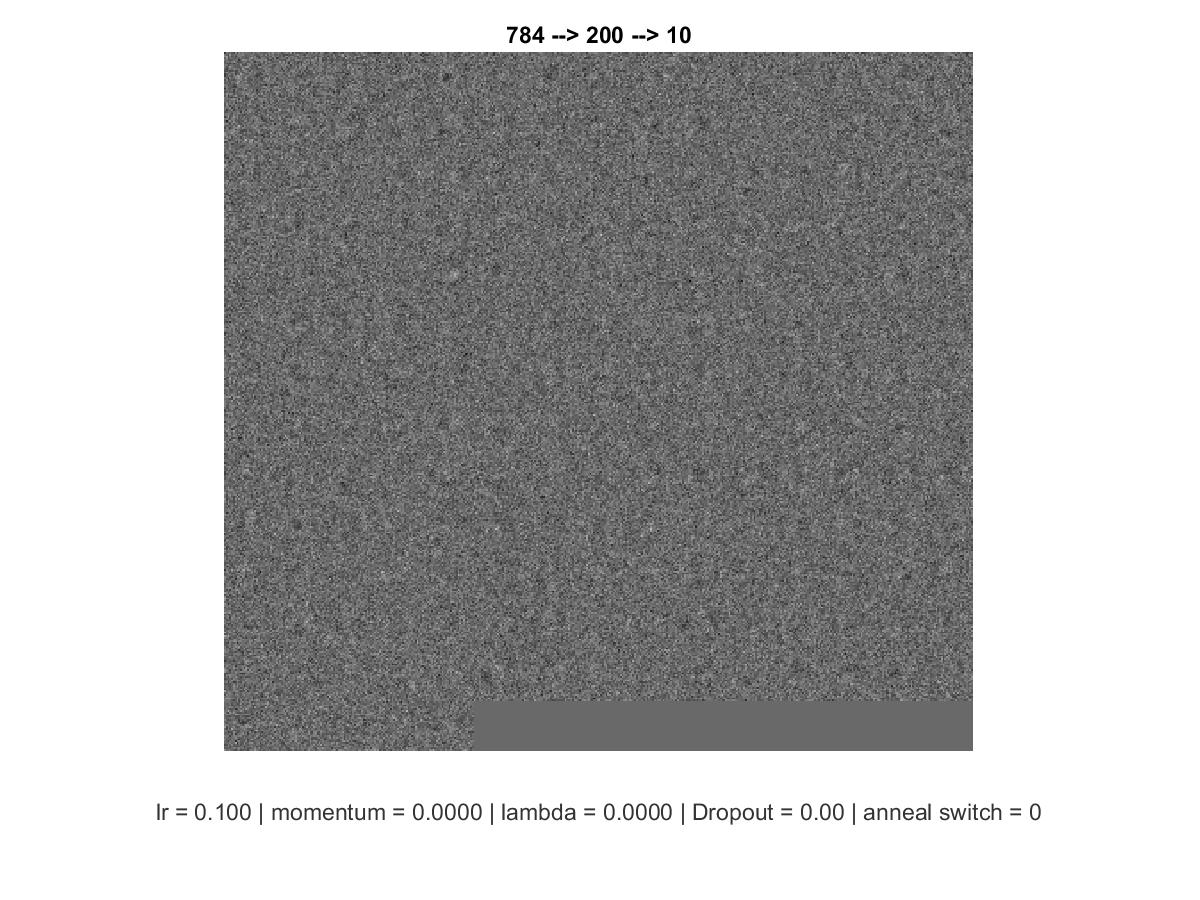 784 --> 200 --> 10
lr = 0.100 | momentum = 0.0000 | lambda = 0.0000 | Dropout = 0.00 | anneal switch = 0